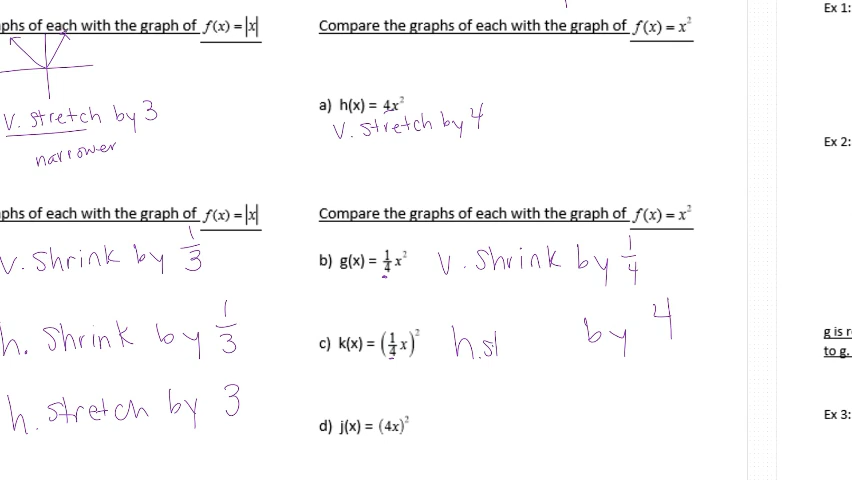 phs of each with the graph of f(x) = |x|
V. stretch by 3
narrower
phs of each with the graph of f(x) = |x|
v. shrink by 1/3
h. shrink by 1/3
h. stretch by 3
Compare the graphs of each with the graph of f(x) = x²
a) h(x) = 4x²
V. stretch by 4
Compare the graphs of each with the graph of f(x) = x²
b) g(x) = 1/4 x² v. shrink by 1/4
c) k(x) = (1/4 x)² h. st by 4
d) j(x) = (4x)²
Ex 1:
Ex 2:
g is r
to g.
Ex 3: